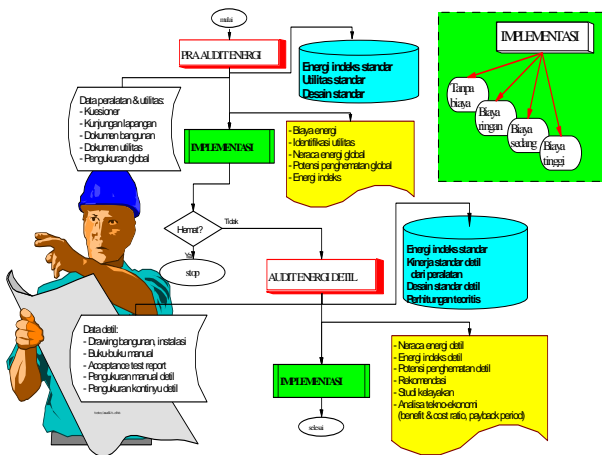 mulai
PRA AUDIT ENERGI
Energi indeks standar
Utilitas standar
Desain standar
Data peralatan & utilitas:
- Kuesioner
- Kunjungan lapangan
- Dokumen bangunan
- Dokumen utilitas
- Pengukuran global
IMPLEMENTASI
- Biaya energi
- Identifikasi utilitas
- Neraca energi global
- Potensi penghematan global
- Energi indeks
IMPLEMENTASI
Tanpa
biaya
Biaya
ringan
Biaya
sedang
Biaya
tinggi
Hemat?
Tidak
Ya
stop
AUDIT ENERGI DETIL
Energi indeks standar
Kinerja standar detil
dari peralatan
Desain standar detil
Perhitungan teoritis
Data detil:
- Drawing bangunan, instalasi
- Buku-buku manual
- Acceptance test report
- Pengukuran manual detil
- Pengukuran kontinyu detil
IMPLEMENTASI
- Neraca energi detil
- Energi indeks detil
- Potensi penghematan detil
- Rekomendasi
- Studi kelayakan
- Analisa tekno-ekonomi
(benefit & cost ratio, payback period)
selesai